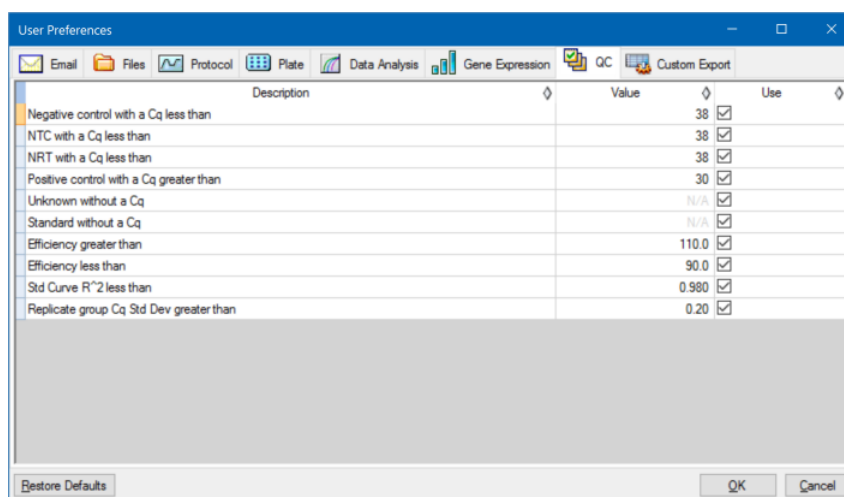 User Preferences
Email Files Protocol Plate Data Analysis Gene Expression QC Custom Export
Description Value Use
Negative control with a Cq less than 38
NTC with a Cq less than 38
NRT with a Cq less than 38
Positive control with a Cq greater than 30
Unknown without a Cq N/A
Standard without a Cq N/A
Efficiency greater than 110.0
Efficiency less than 90.0
Std Curve R^2 less than 0.980
Replicate group Cq Std Dev greater than 0.20
Restore Defaults OK Cancel